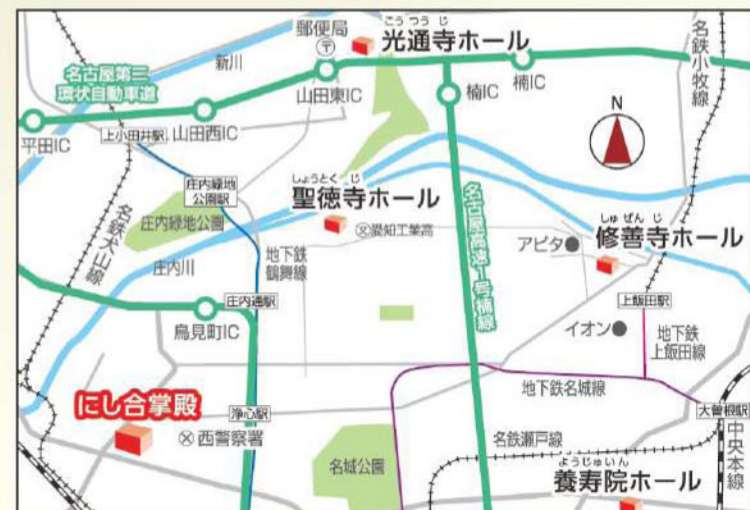 郵便局
〒
こうつうじ
光通寺ホール
名古屋第二
環状自動車道
新川
山田東IC
楠IC
楠IC
名鉄小牧線
平田IC
上小田井駅
山田西IC
N
庄内緑地
公園駅
しょうとくじ
聖徳寺ホール
名鉄犬山線
庄内緑地公園
庄内川
文愛知工業高
地下鉄
鶴舞線
名古屋高速1号楠線
アピタ
しゅぜんじ
修善寺ホール
庄内通駅
鳥見町IC
上飯田駅
イオン
地下鉄
上飯田線
にし合掌殿
浄心駅
西警察署
地下鉄名城線
大曽根駅
名城公園
名鉄瀬戸線
中央本線
ようじゅいん
養寿院ホール